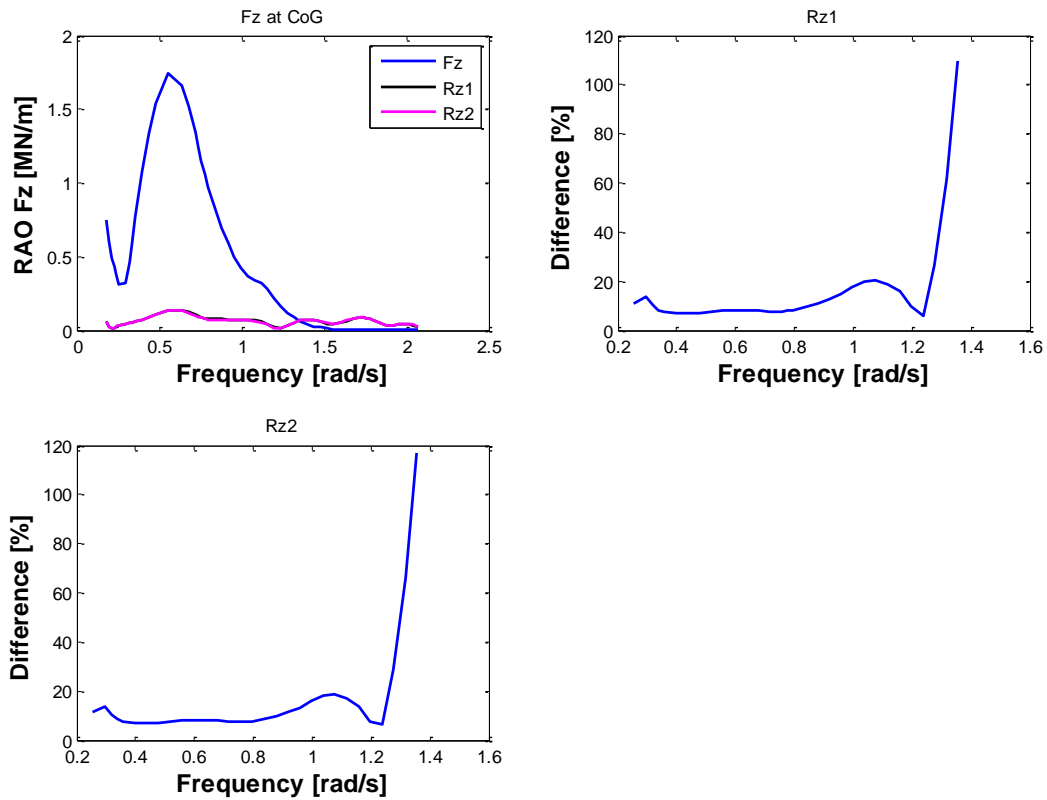 Fz at CoG
RAO Fz [MN/m]
2
1.5
1
0.5
0
0 0.5 1 1.5 2 2.5
Frequency [rad/s]
Fz
Rz1
Rz2
Rz1
Difference [%]
120
100
80
60
40
20
0
0.2 0.4 0.6 0.8 1 1.2 1.4 1.6
Frequency [rad/s]
Rz2
Difference [%]
120
100
80
60
40
20
0
0.2 0.4 0.6 0.8 1 1.2 1.4 1.6
Frequency [rad/s]